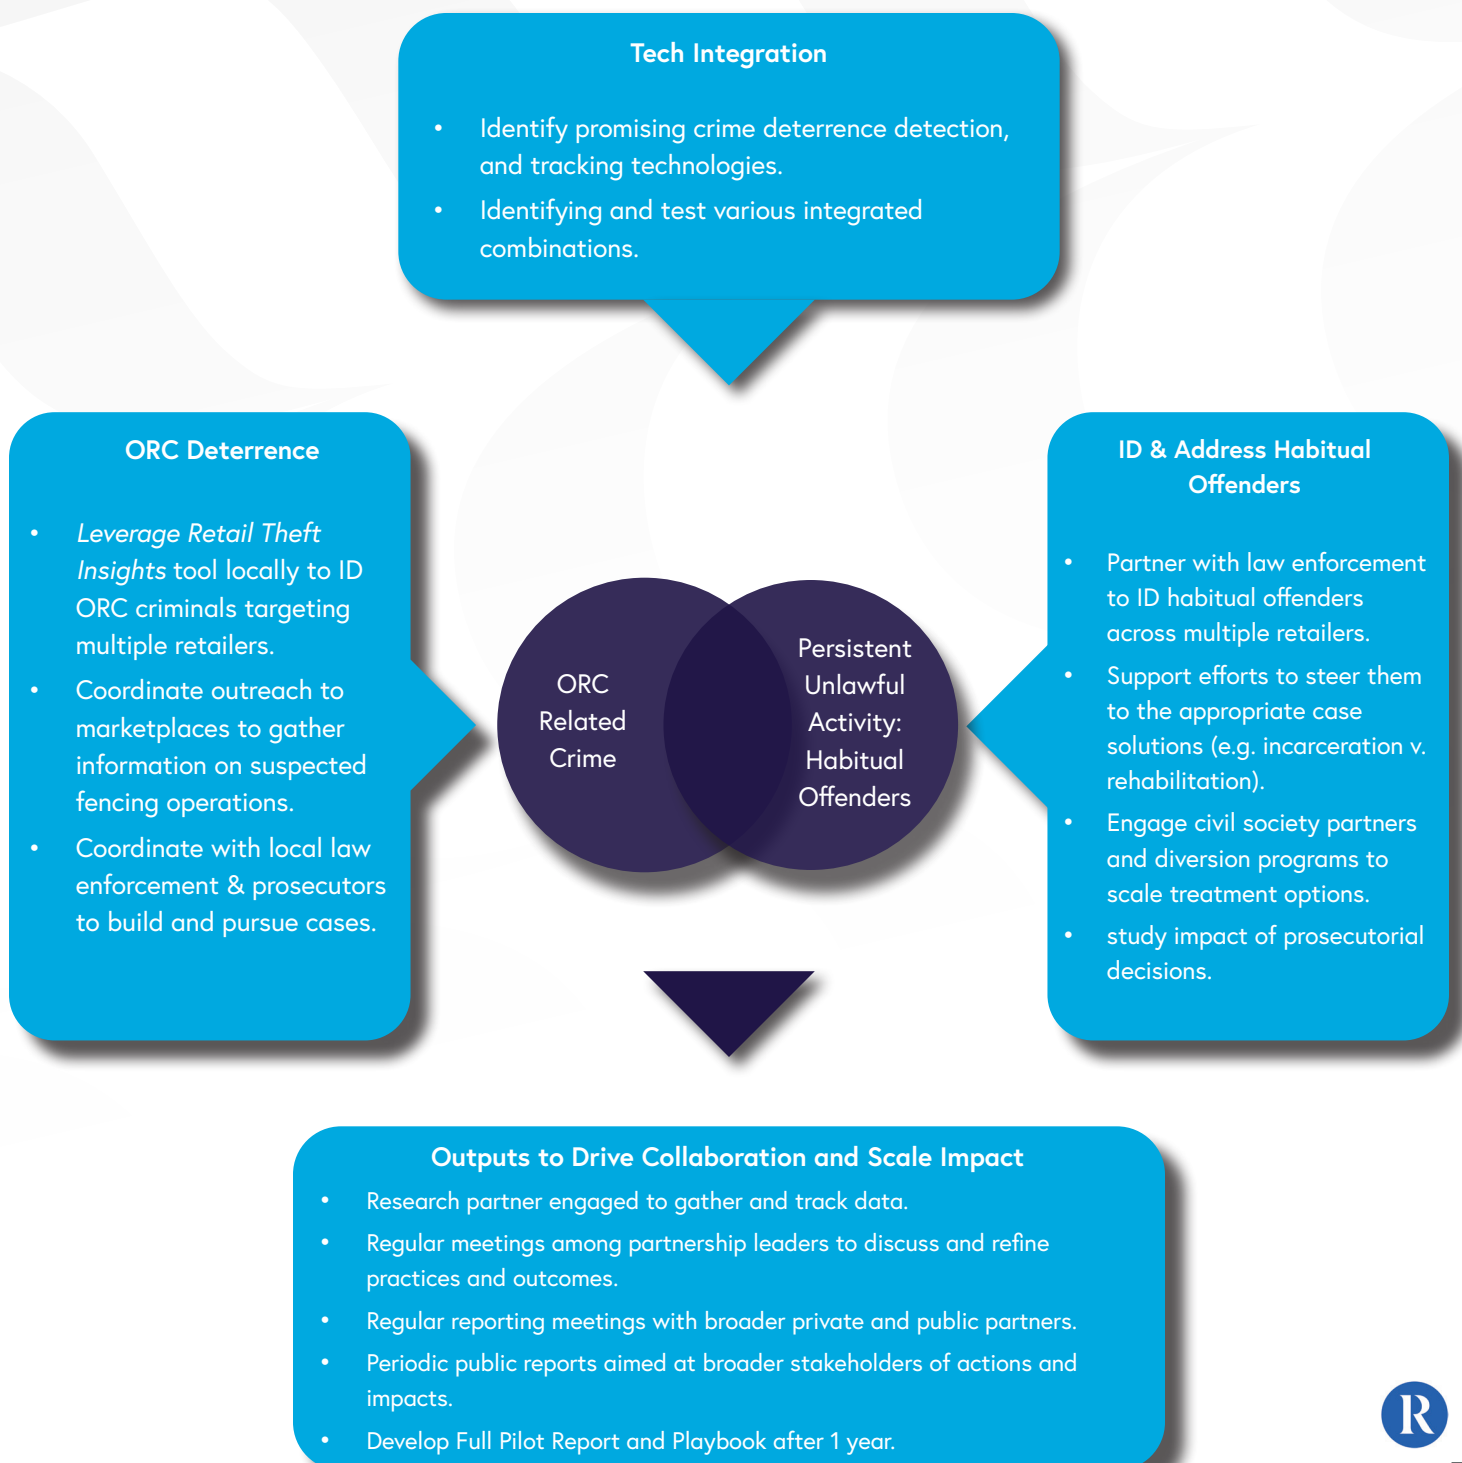 Tech Integration
• Identify promising crime deterrence detection,
and tracking technologies.
• Identifying and test various integrated
combinations.
ORC Deterrence
• Leverage Retail Theft
Insights tool locally to ID
ORC criminals targeting
multiple retailers.
• Coordinate outreach to
marketplaces to gather
information on suspected
fencing operations.
• Coordinate with local law
enforcement & prosecutors
to build and pursue cases.
ORC
Related
Crime
Persistent
Unlawful
Activity:
Habitual
Offenders
ID & Address Habitual
Offenders
• Partner with law enforcement
to ID habitual offenders
across multiple retailers.
• Support efforts to steer them
to the appropriate case
solutions (e.g. incarceration v.
rehabilitation).
• Engage civil society partners
and diversion programs to
scale treatment options.
• study impact of prosecutorial
decisions.
Outputs to Drive Collaboration and Scale Impact
• Research partner engaged to gather and track data.
• Regular meetings among partnership leaders to discuss and refine
practices and outcomes.
• Regular reporting meetings with broader private and public partners.
• Periodic public reports aimed at broader stakeholders of actions and
impacts.
• Develop Full Pilot Report and Playbook after 1 year.
R